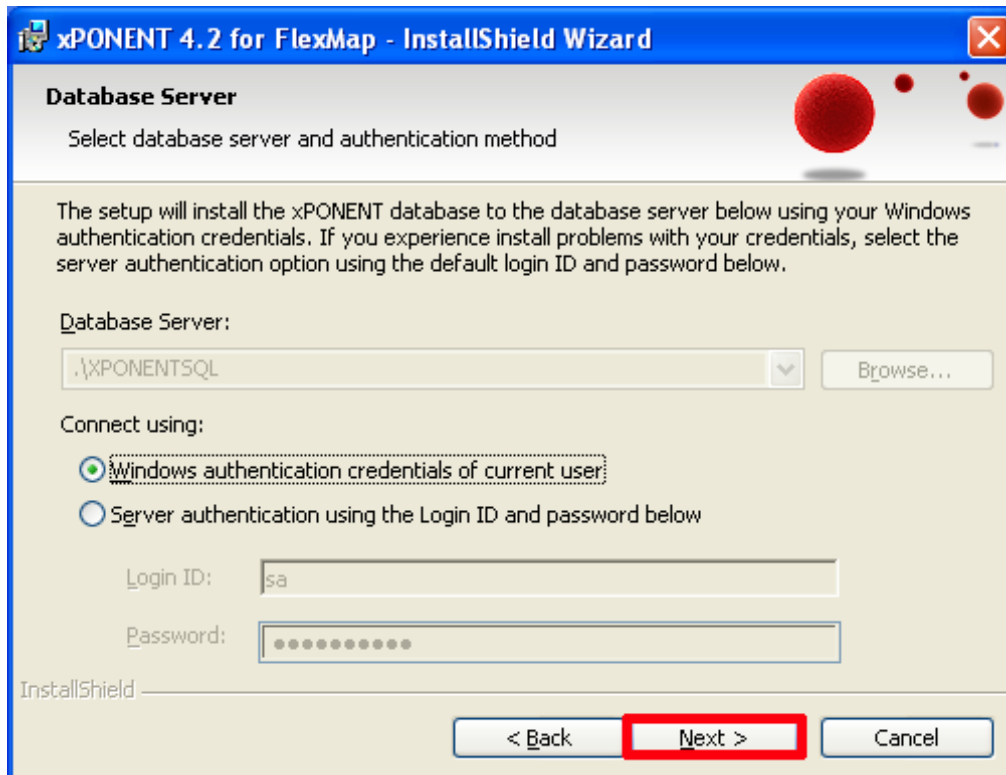 xPONENT 4.2 for FlexMap - InstallShield Wizard
Database Server
Select database server and authentication method
The setup will install the xPONENT database to the database server below using your Windows
authentication credentials. If you experience install problems with your credentials, select the
server authentication option using the default login ID and password below.
Database Server:
.\XPONENTSQL
Browse...
Connect using:
Windows authentication credentials of current user
Server authentication using the Login ID and password below
Login ID:
sa
Password:
●●●●●●●●●●
InstallShield
< Back
Next >
Cancel